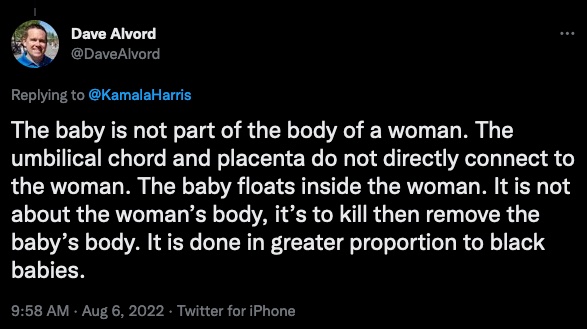 Dave Alvord
@DaveAlvord
Replying to @KamalaHarris
The baby is not part of the body of a woman. The
umbilical chord and placenta do not directly connect to
the woman. The baby floats inside the woman. It is not
about the woman's body, it's to kill then remove the
baby's body. It is done in greater proportion to black
babies.
9:58 AM · Aug 6, 2022 · Twitter for iPhone